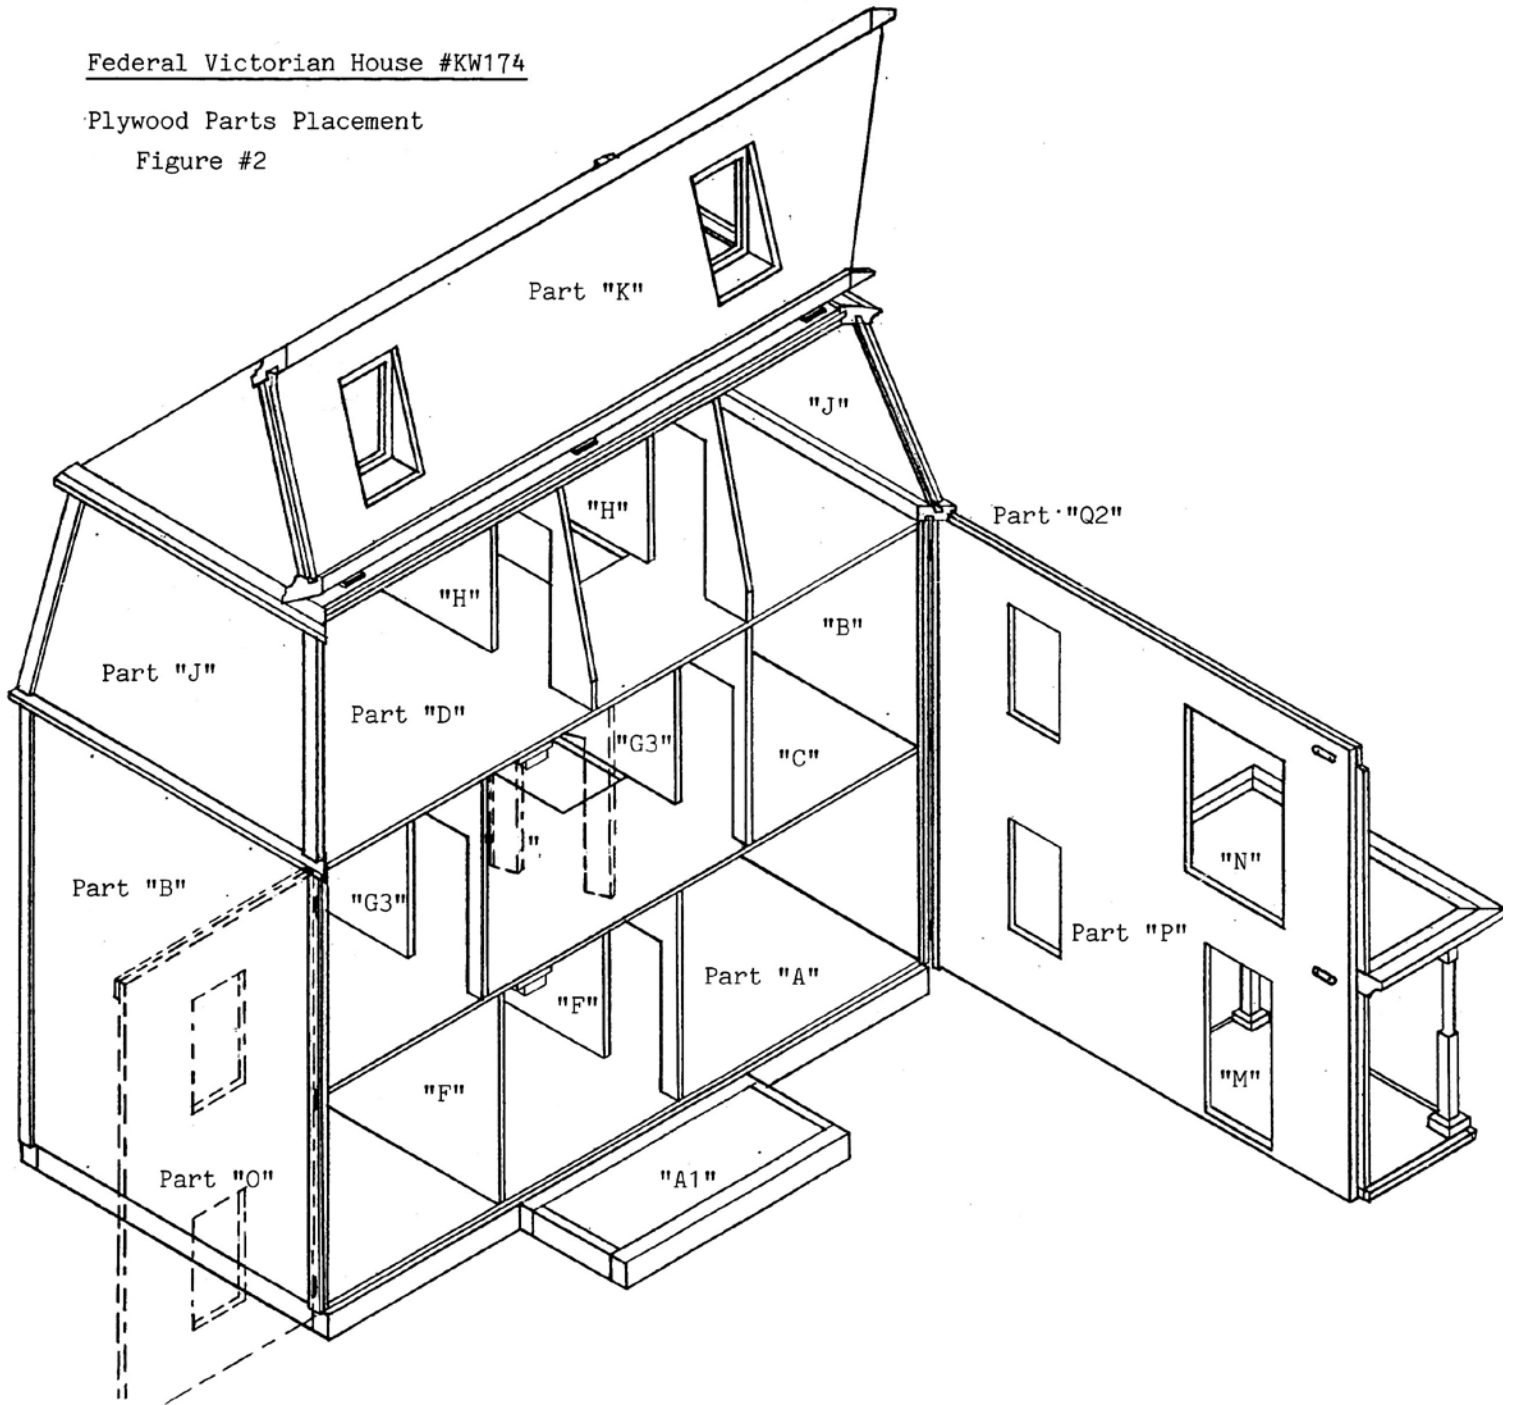 Federal Victorian House #KW174
Plywood Parts Placement
Figure #2
Part "K"
"J"
"H"
Part "Q2"
"H"
"B"
Part "J"
Part "D"
"G3"
"C"
"N"
Part "B"
"G3"
Part "P"
Part "A"
"F"
"M"
"F"
Part "O"
"A1"